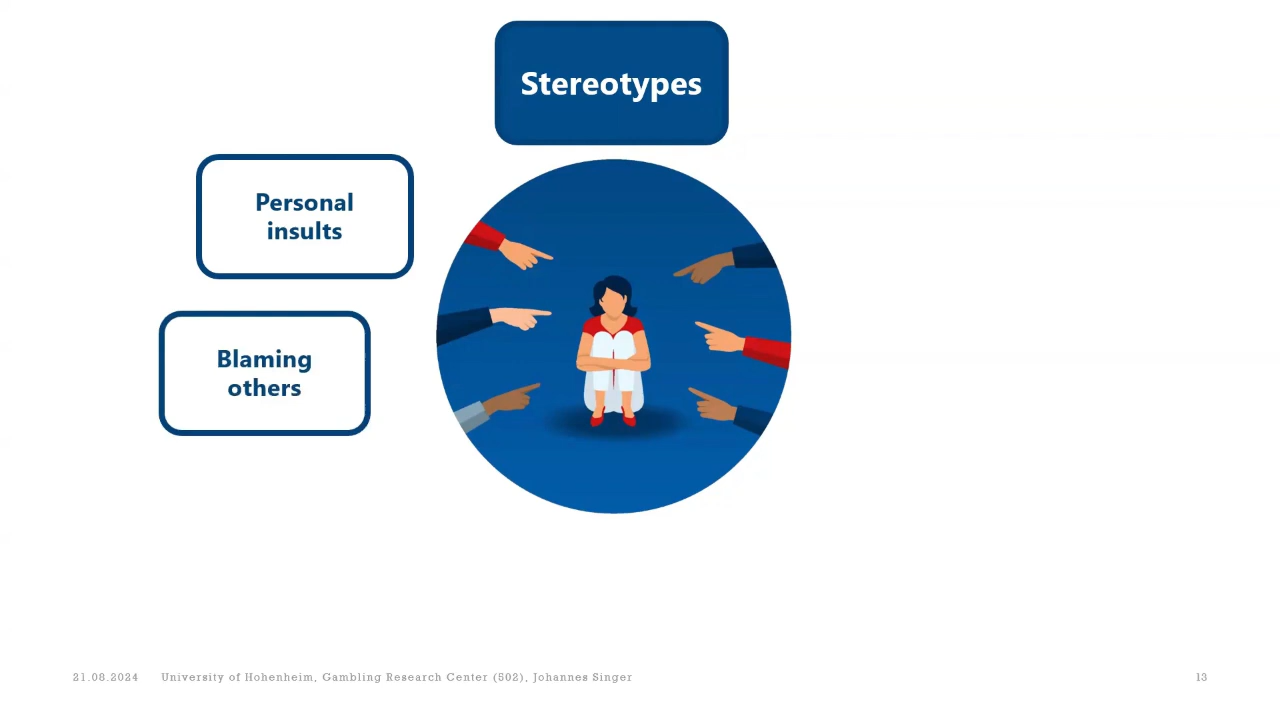 Stereotypes
Personal
insults
Blaming
others
21.08.2024 University of Hohenheim, Gambling Research Center (502), Johannes Singer 13